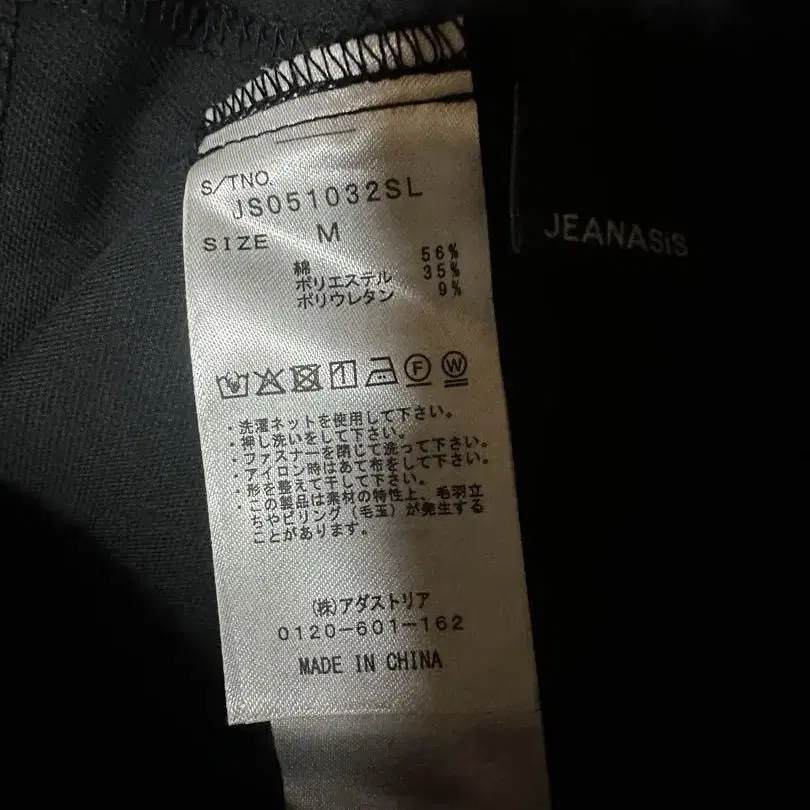 S/TNO.
JS051032SL
SIZE M
綿 56%
ポリエステル 35%
ポリウレタン 9%
F W
・洗濯ネットを使用して下さい。
・押し洗いをして下さい。
・ファスナーを閉じて洗って下さい。
・アイロン時はあて布をして下さい。
・形を整えて干して下さい。
・この製品は素材の特性上、毛羽立
ちやピリング(毛玉)が発生する
ことがあります。
(株)アダストリア
0120-601-162
MADE IN CHINA
JEANASiS